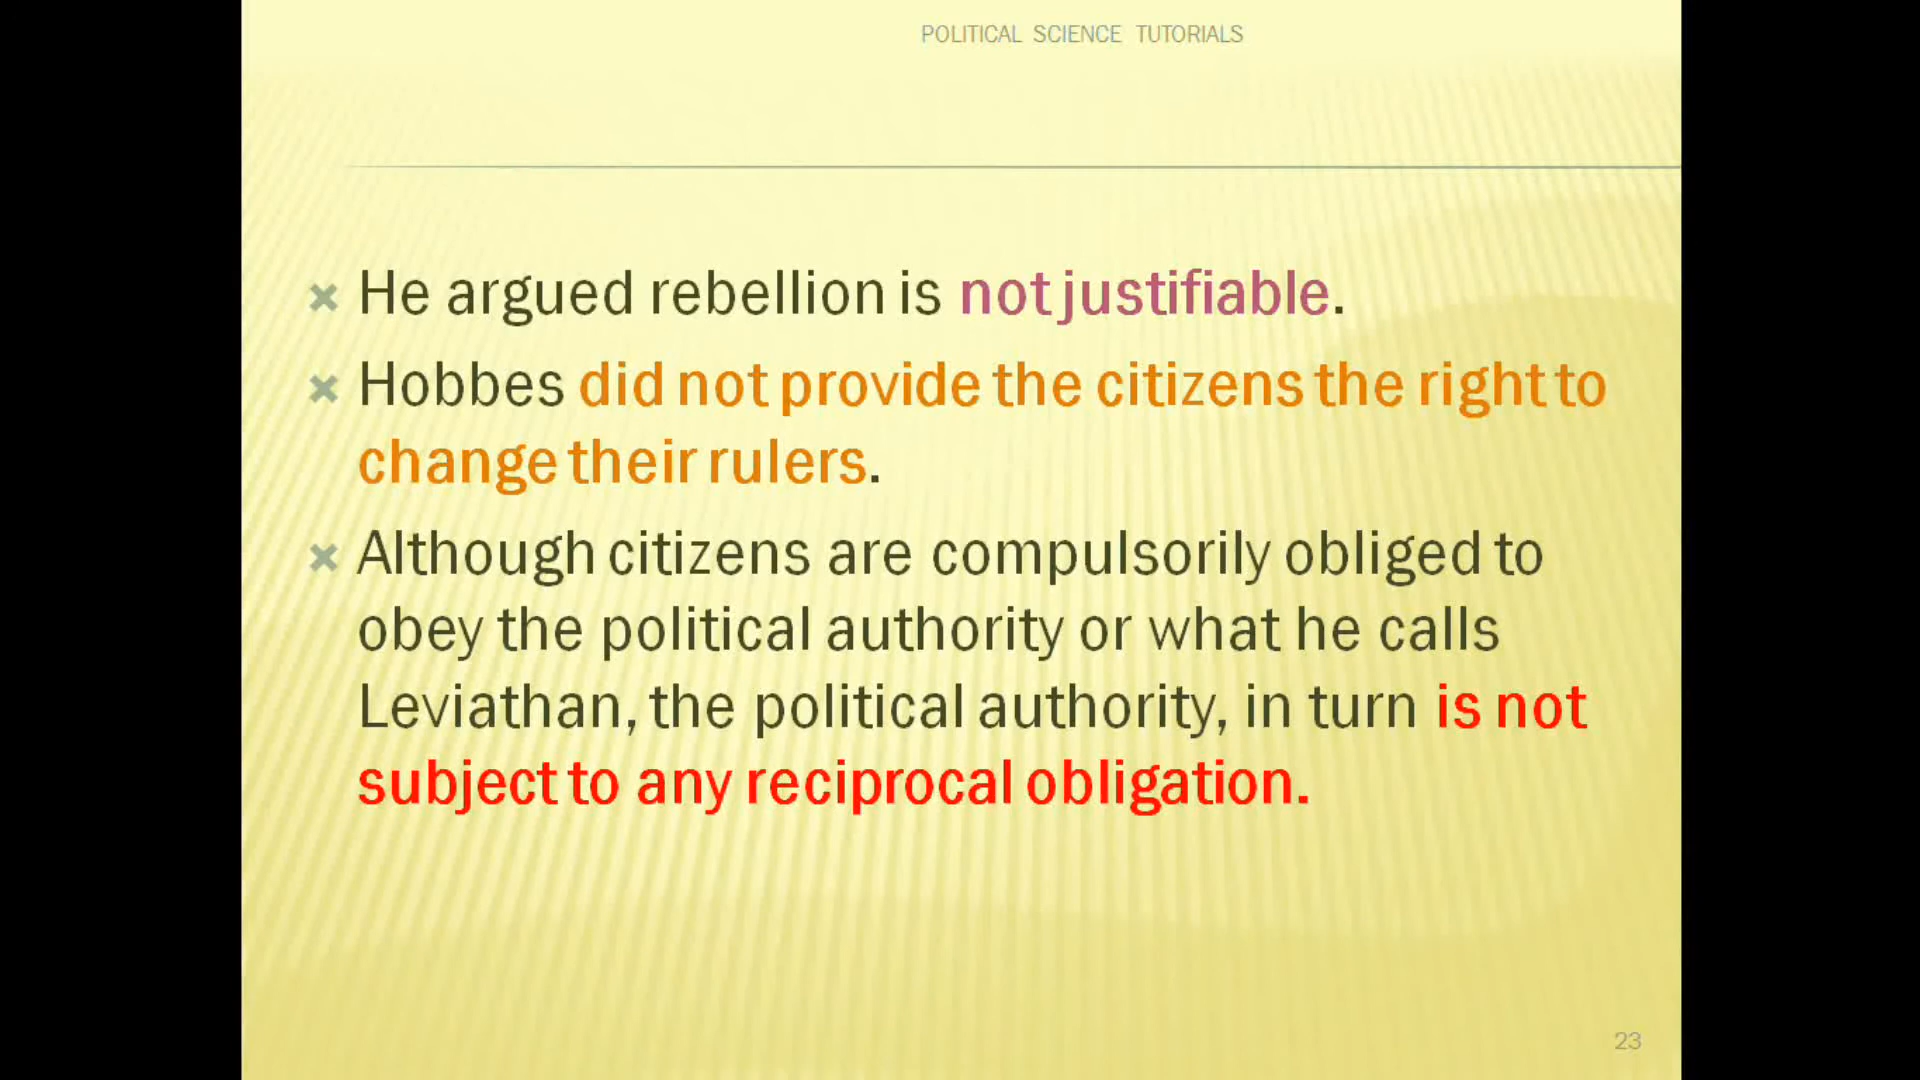 POLITICAL SCIENCE TUTORIALS
He argued rebellion is not justifiable.
Hobbes did not provide the citizens the right to
change their rulers.
Although citizens are compulsorily obliged to
obey the political authority or what he calls
Leviathan, the political authority, in turn is not
subject to any reciprocal obligation.
23